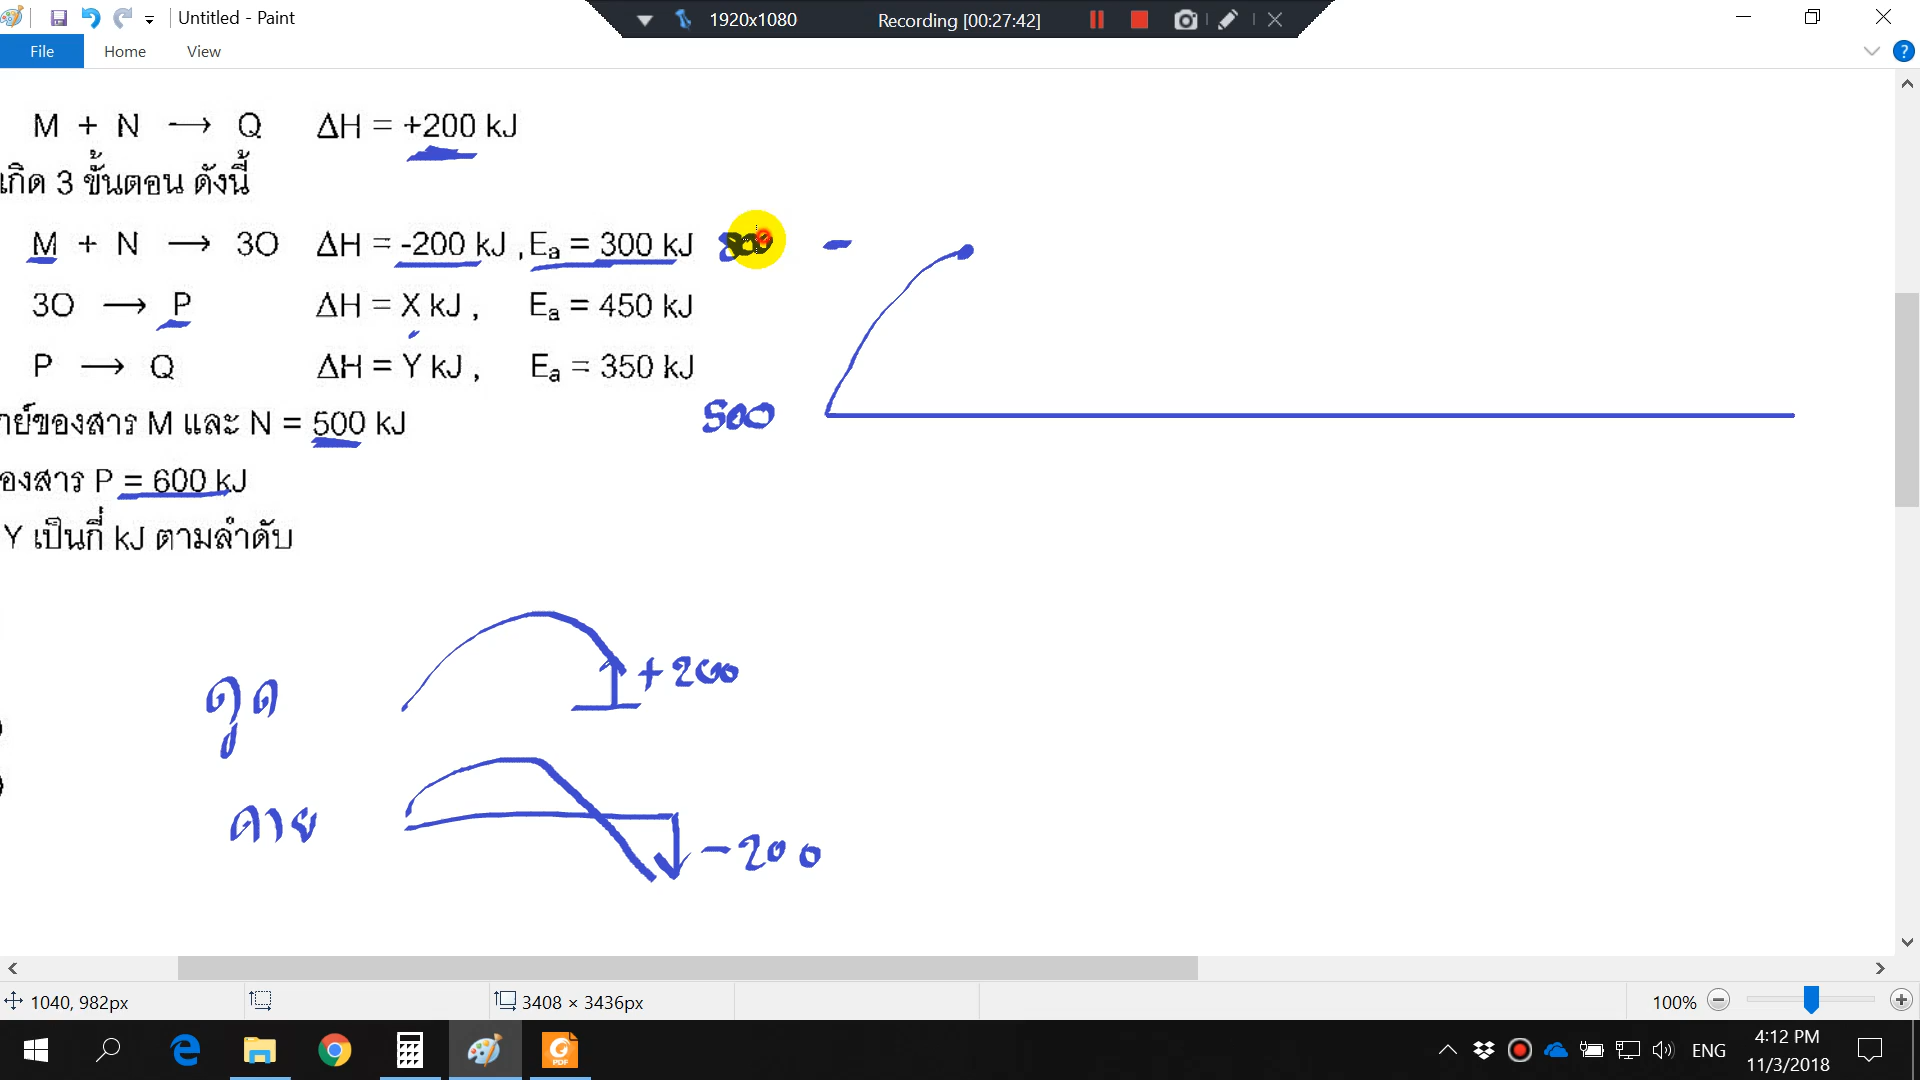 Untitled - Paint
1920x1080
Recording [00:27:42]
File
Home
View
M + N ⟶ Q ΔH = +200 kJ
เกิด 3 ขั้นตอน ดังนี้
M + N ⟶ 3O ΔH = -200 kJ , Ea = 300 kJ 800
3O ⟶ P ΔH = X kJ , Ea = 450 kJ
P ⟶ Q ΔH = Y kJ , Ea = 350 kJ
500
ของสาร M และ N = 500 kJ
องสาร P = 600 kJ
Y เป็นกี่ kJ ตามลำดับ
ดูด
+200
คาย
-200
1040, 982px
3408 × 3436px
100%
PDF
ENG
4:12 PM
11/3/2018